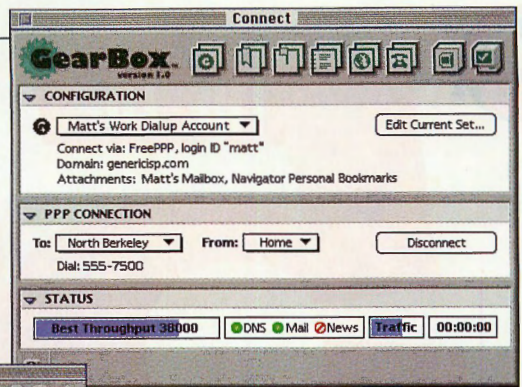 Connect
GearBox™
version 1.0
CONFIGURATION
Matt's Work Dialup Account
Edit Current Set...
Connect via: FreePPP, login ID "matt"
Domain: genericisp.com
Attachments: Matt's Mailbox, Navigator Personal Bookmarks
PPP CONNECTION
To: North Berkeley From: Home Disconnect
Dial: 555-7500
STATUS
Best Throughput 38000 DNS Mail News Traffic 00:00:00